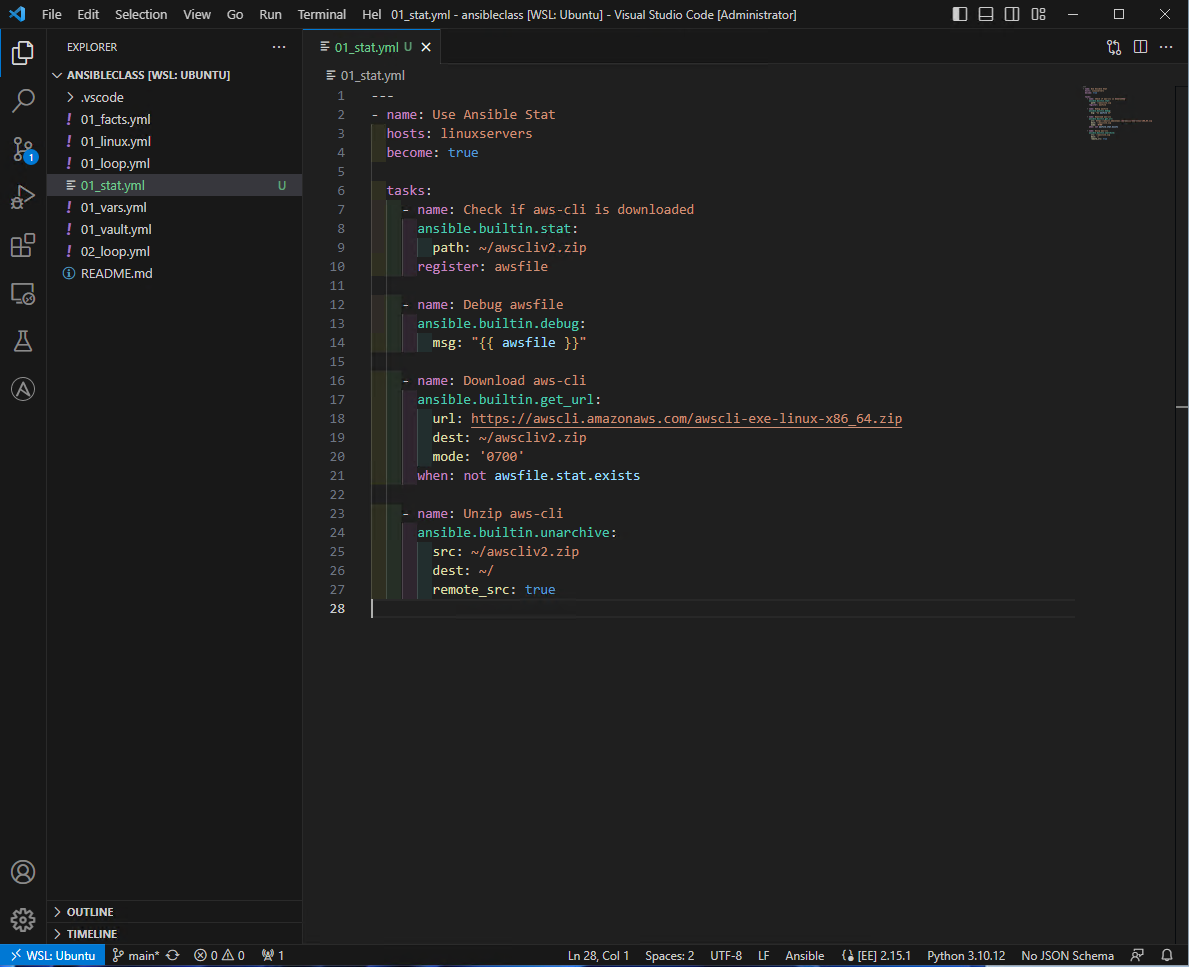 File Edit Selection View Go Run Terminal Hel 01_stat.yml - ansibleclass [WSL: Ubuntu] - Visual Studio Code [Administrator]
EXPLORER
ANSIBLECLASS [WSL: UBUNTU]
.vscode
! 01_facts.yml
! 01_linux.yml
! 01_loop.yml
01_stat.yml U
! 01_vars.yml
! 01_vault.yml
! 02_loop.yml
README.md
OUTLINE
TIMELINE
1
01_stat.yml U
01_stat.yml
1 ---
2 - name: Use Ansible Stat
3 hosts: linuxservers
4 become: true
5
6 tasks:
7 - name: Check if aws-cli is downloaded
8 ansible.builtin.stat:
9 path: ~/awscliv2.zip
10 register: awsfile
11
12 - name: Debug awsfile
13 ansible.builtin.debug:
14 msg: "{{ awsfile }}"
15
16 - name: Download aws-cli
17 ansible.builtin.get_url:
18 url: https://awscli.amazonaws.com/awscli-exe-linux-x86_64.zip
19 dest: ~/awscliv2.zip
20 mode: '0700'
21 when: not awsfile.stat.exists
22
23 - name: Unzip aws-cli
24 ansible.builtin.unarchive:
25 src: ~/awscliv2.zip
26 dest: ~/
27 remote_src: true
28
WSL: Ubuntu main* 0 0 1 Ln 28, Col 1 Spaces: 2 UTF-8 LF Ansible [EE] 2.15.1 Python 3.10.12 No JSON Schema